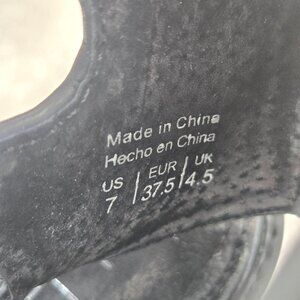 Made in China
Hecho en China
US | EUR | UK
7 | 37.5 | 4.5